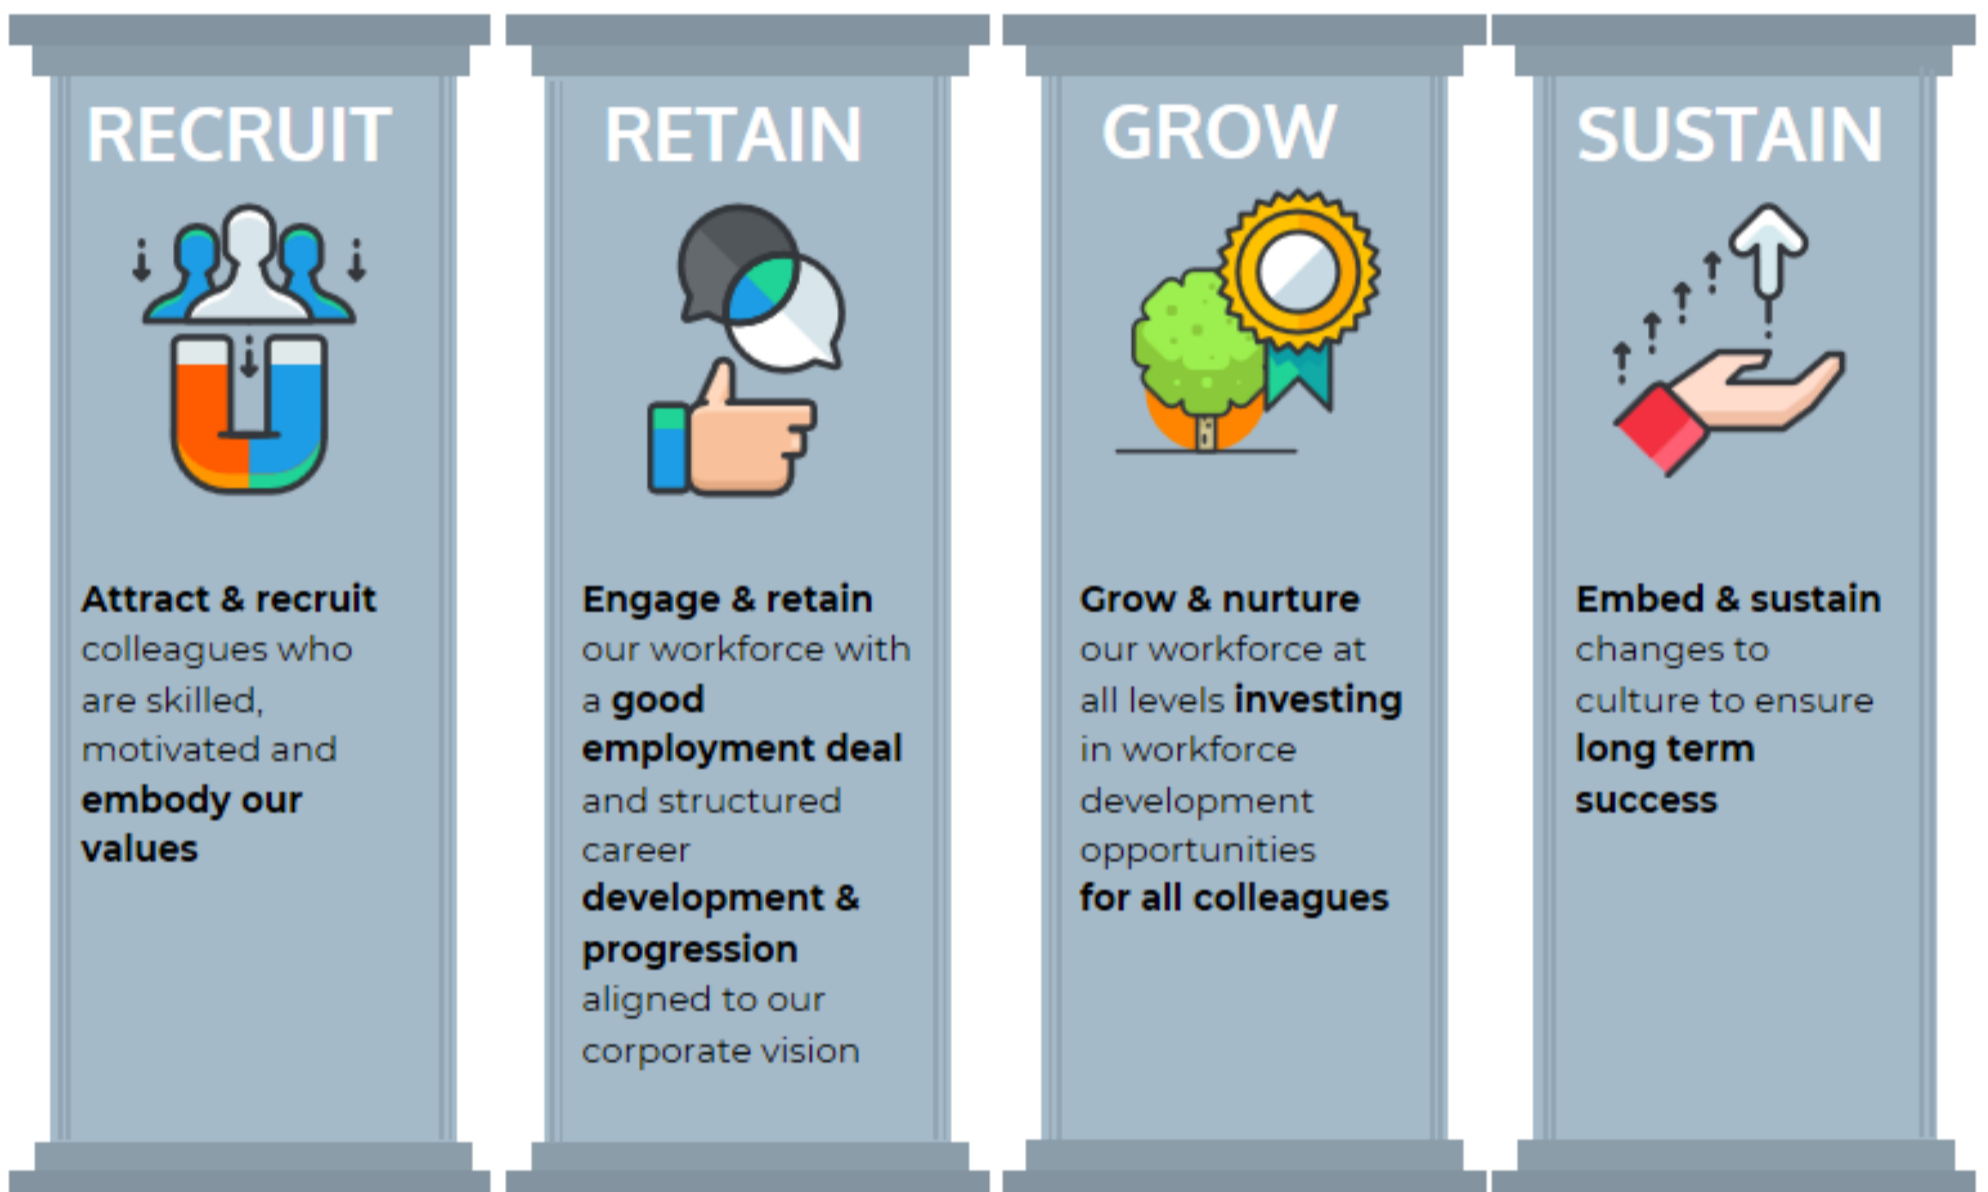 RECRUIT
Attract & recruit
colleagues who
are skilled,
motivated and
embody our
values
RETAIN
Engage & retain
our workforce with
a good
employment deal
and structured
career
development &
progression
aligned to our
corporate vision
GROW
Grow & nurture
our workforce at
all levels investing
in workforce
development
opportunities
for all colleagues
SUSTAIN
Embed & sustain
changes to
culture to ensure
long term
success